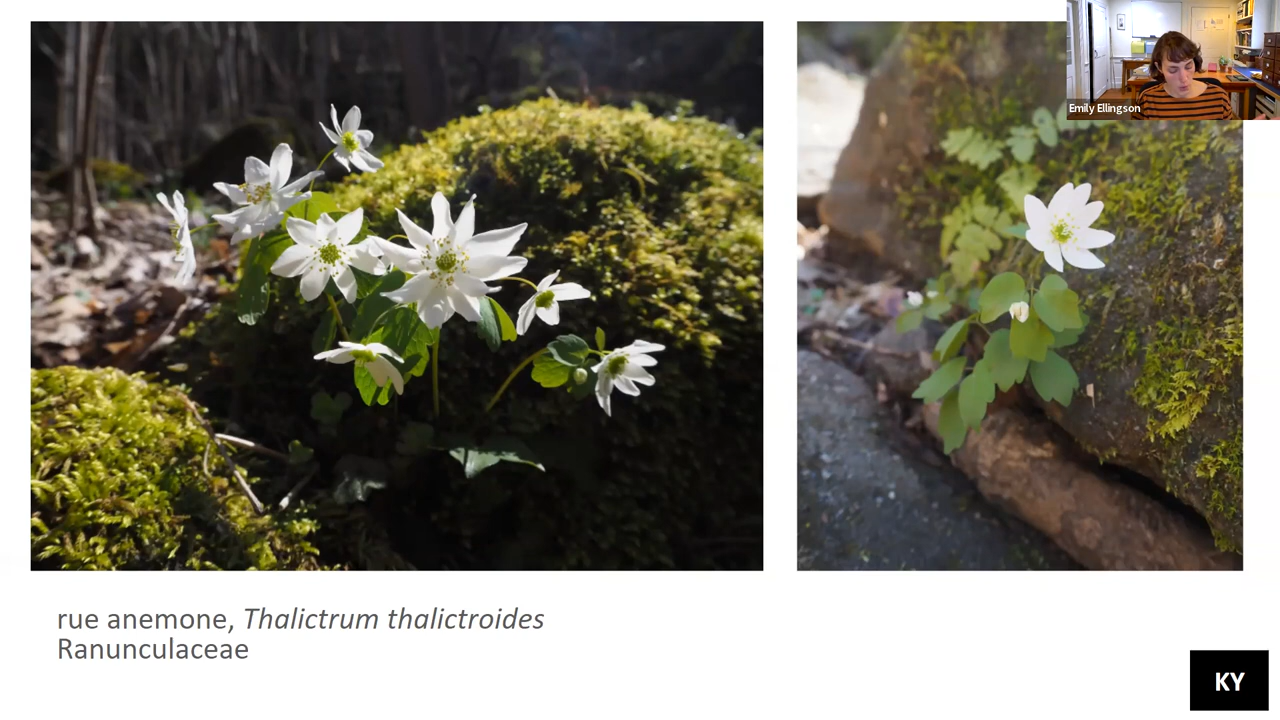 Emily Ellingson
rue anemone, Thalictrum thalictroides
Ranunculaceae
KY